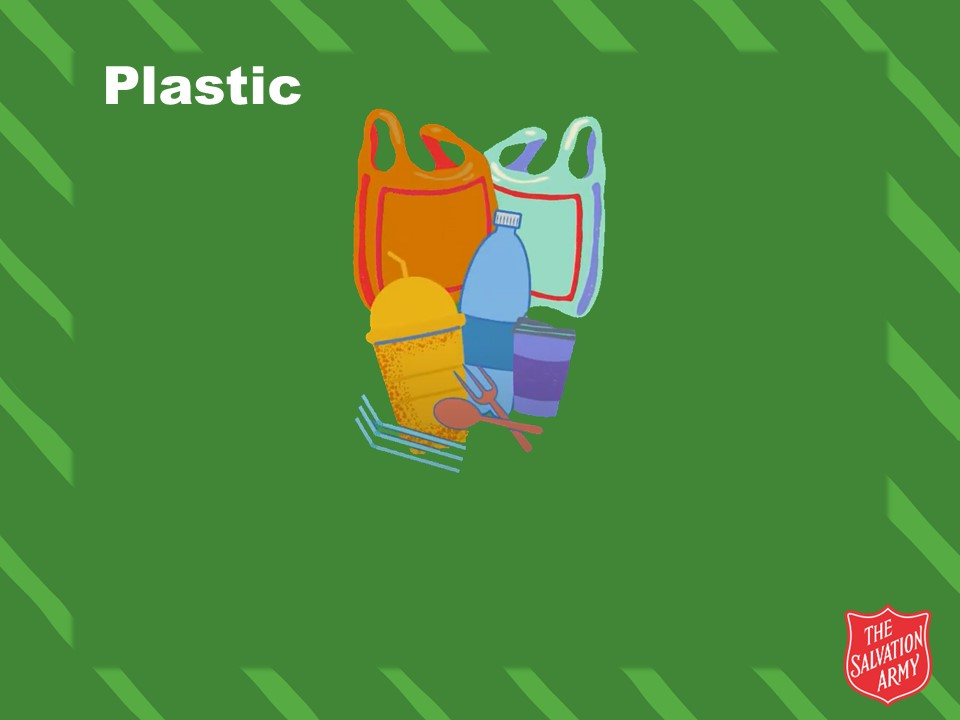 Plastic
THE
SALVATION
ARMY